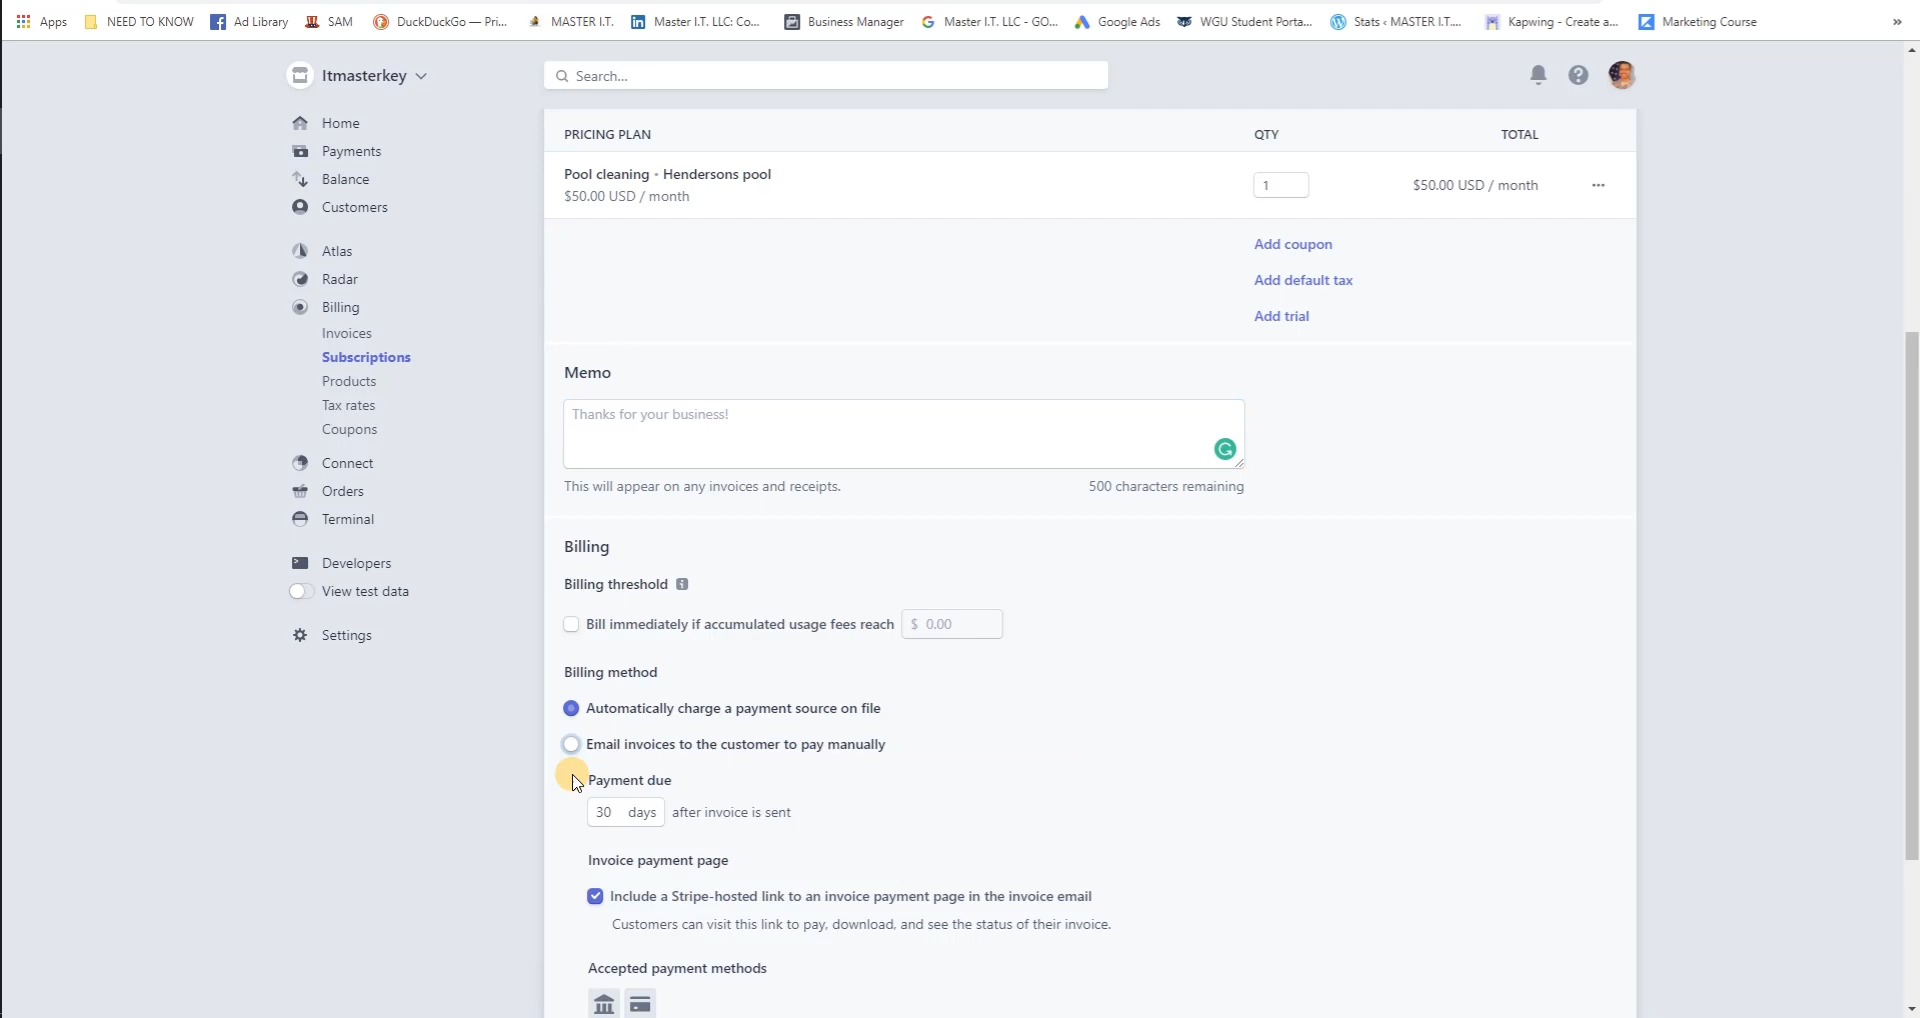 Apps
NEED TO KNOW
Ad Library
SAM
DuckDuckGo — Pri...
MASTER I.T.
Master I.T. LLC: Co...
Business Manager
Master I.T. LLC - GO...
Google Ads
WGU Student Porta...
Stats ‹ MASTER I.T....
Kapwing - Create a...
Marketing Course
»
Itmasterkey
Search...
Home
Payments
Balance
Customers
Atlas
Radar
Billing
Invoices
Subscriptions
Products
Tax rates
Coupons
Connect
Orders
Terminal
Developers
View test data
Settings
PRICING PLAN QTY TOTAL
Pool cleaning • Hendersons pool
$50.00 USD / month
1
$50.00 USD / month
Add coupon
Add default tax
Add trial
Memo
Thanks for your business!
This will appear on any invoices and receipts. 500 characters remaining
Billing
Billing threshold
Bill immediately if accumulated usage fees reach $ 0.00
Billing method
Automatically charge a payment source on file
Email invoices to the customer to pay manually
Payment due
30 days after invoice is sent
Invoice payment page
Include a Stripe-hosted link to an invoice payment page in the invoice email
Customers can visit this link to pay, download, and see the status of their invoice.
Accepted payment methods